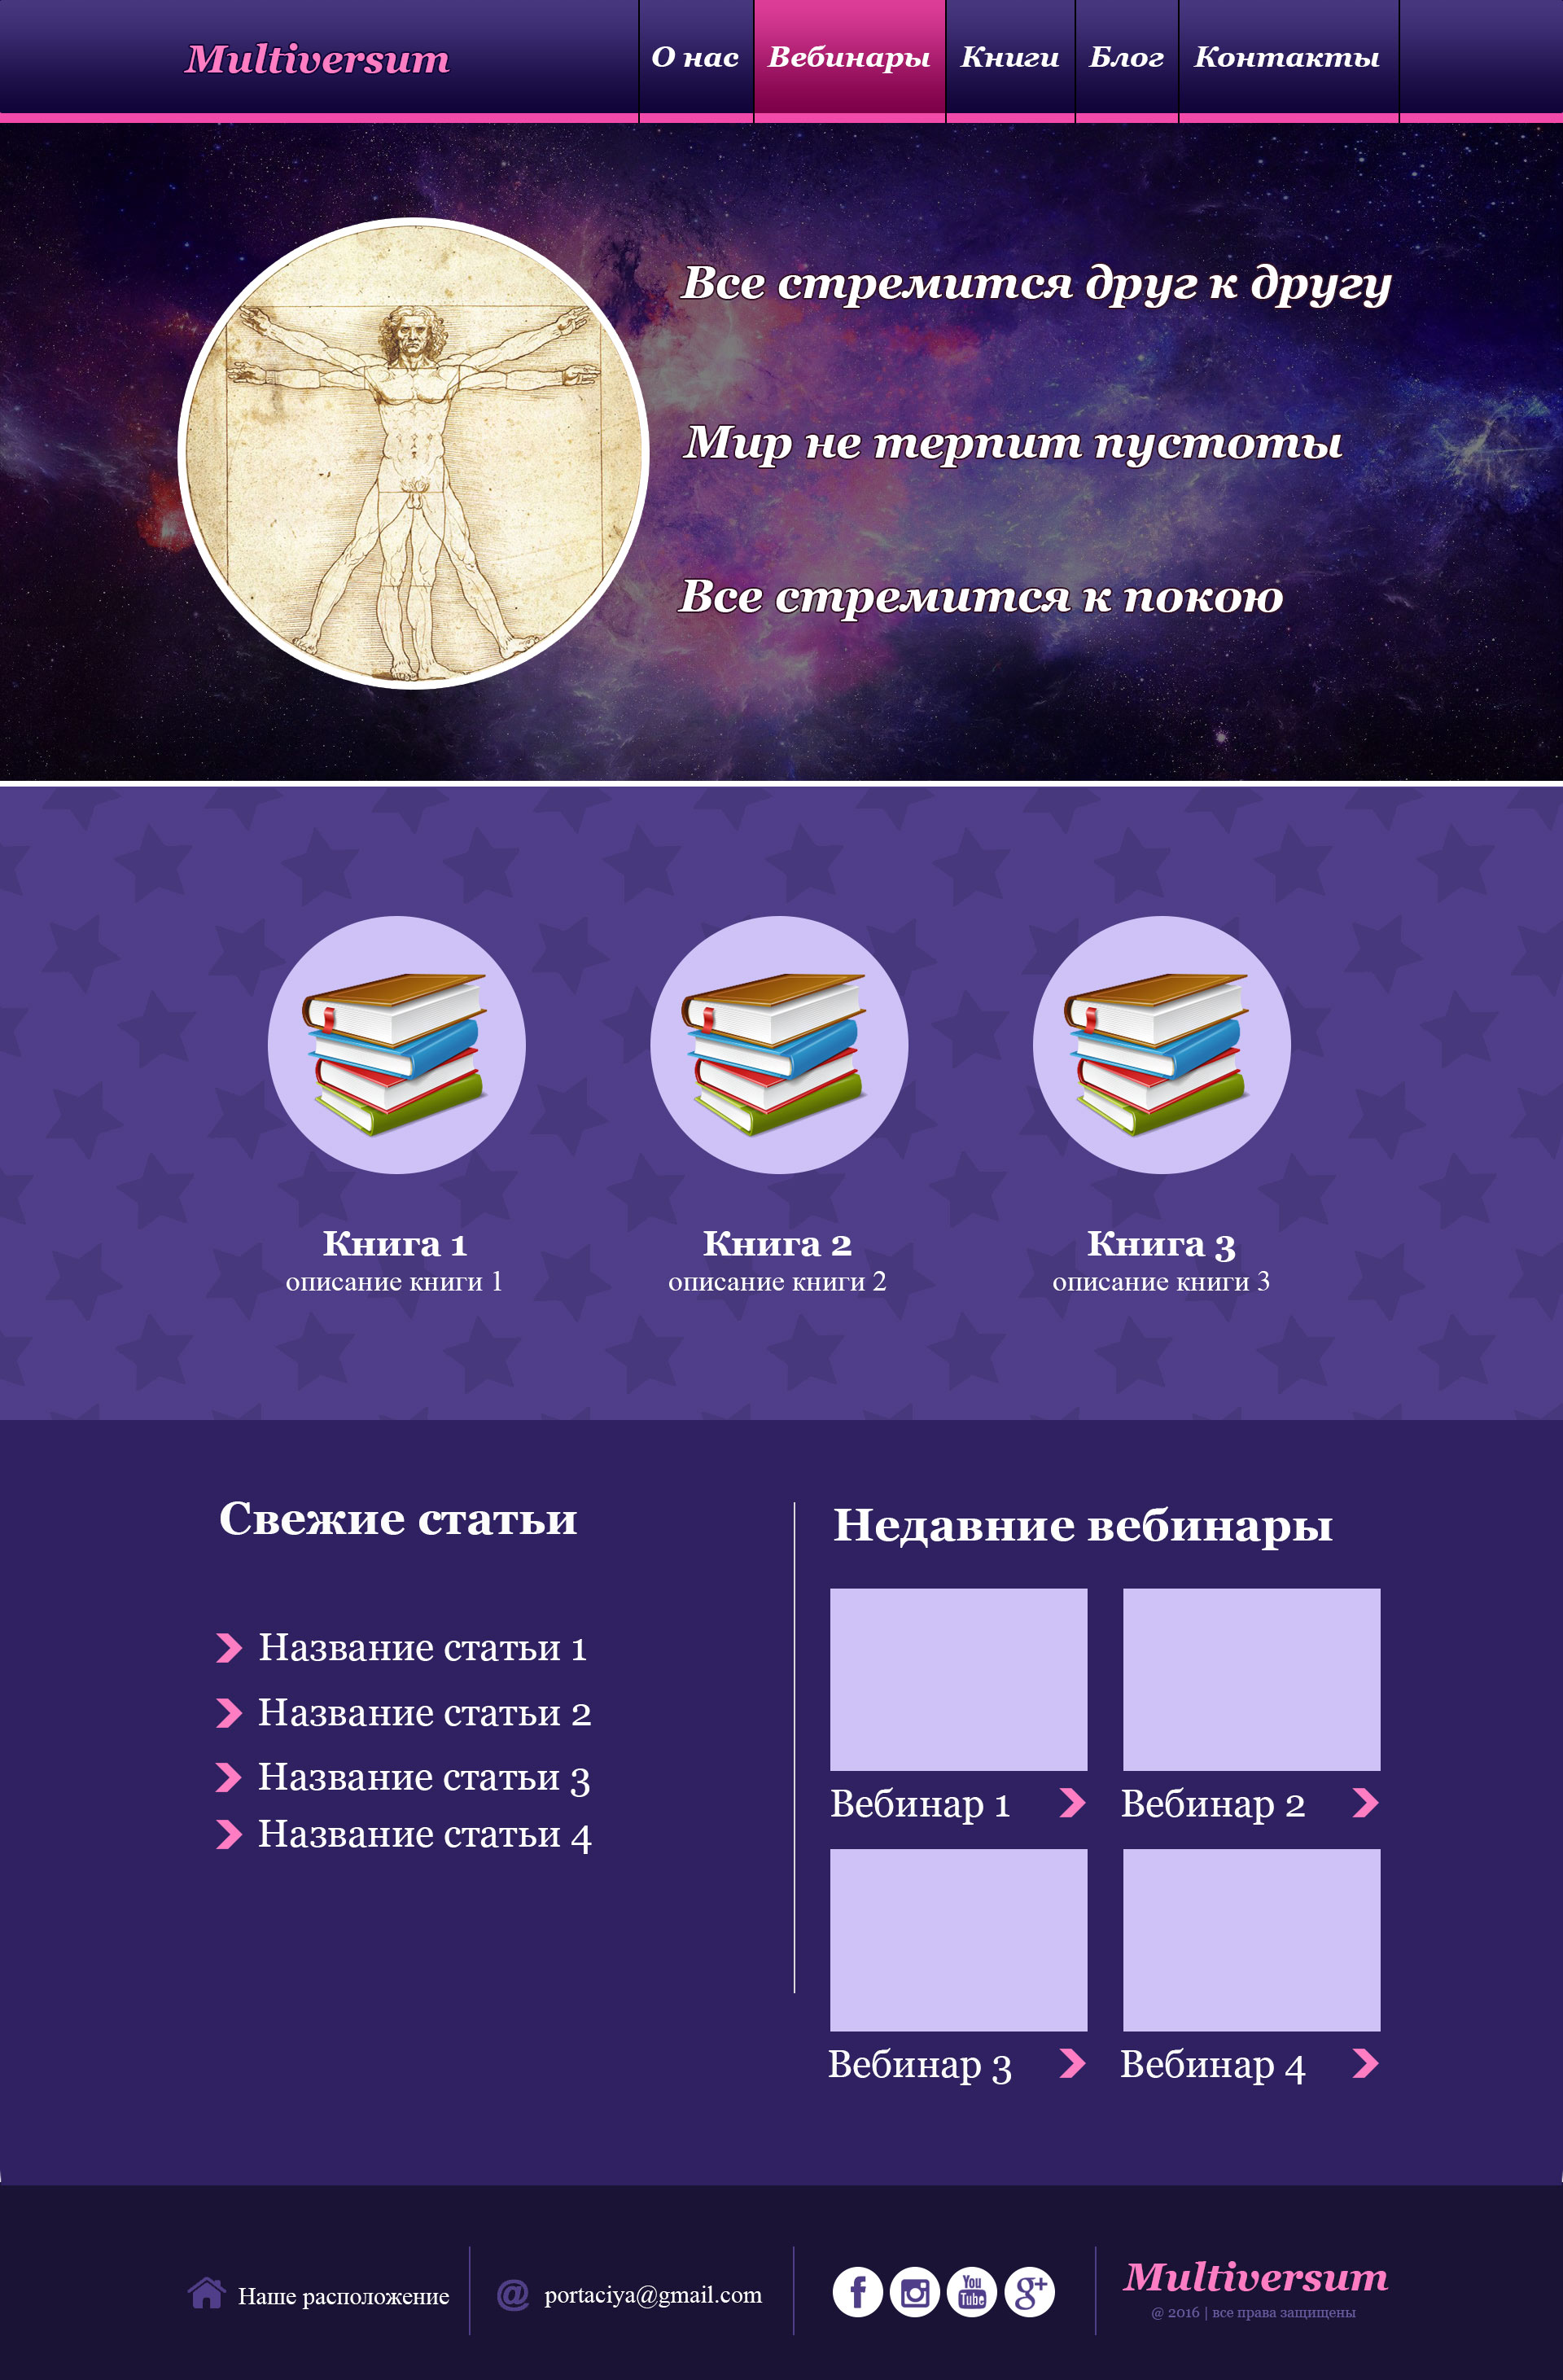 Multiversum
О нас
Вебинары
Книги
Блог
Контакты
Все стремится друг к другу
Мир не терпит пустоты
Все стремится к покою
Книга 1
описание книги 1
Книга 2
описание книги 2
Книга 3
описание книги 3
Свежие статьи
Название статьи 1
Название статьи 2
Название статьи 3
Название статьи 4
Недавние вебинары
Вебинар 1
Вебинар 2
Вебинар 3
Вебинар 4
Наше расположение
@ portaciya@gmail.com
f
You
Tube
g+
Multiversum
@ 2016 | все права защищены